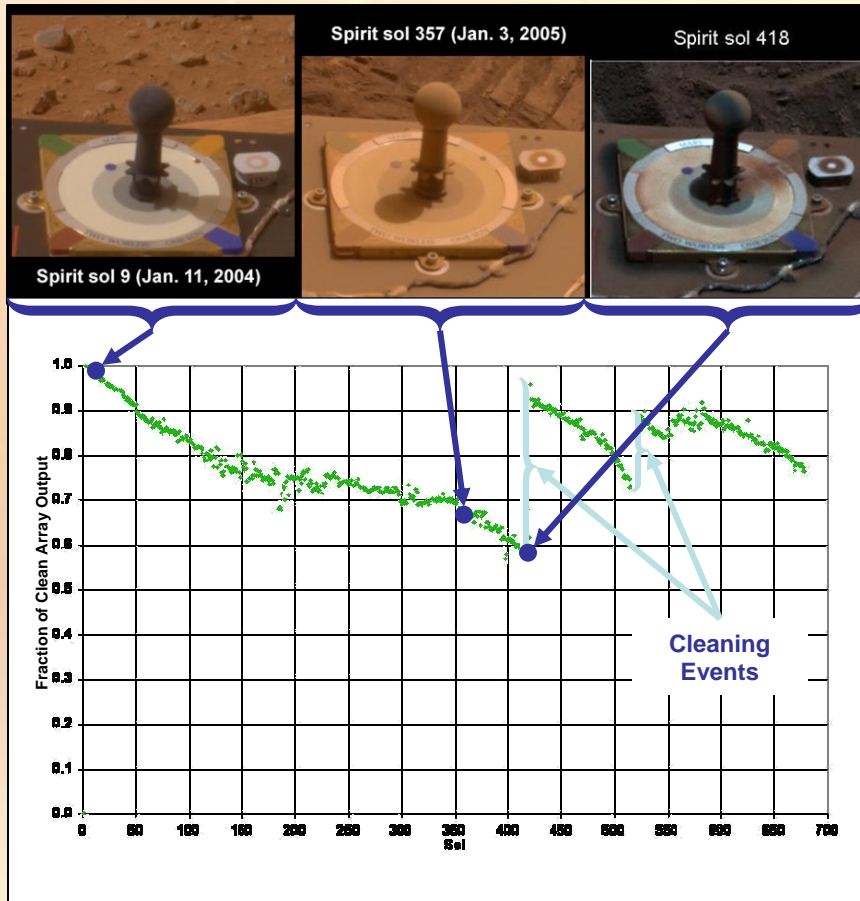 Spirit sol 357 (Jan. 3, 2005)
Spirit sol 418
Spirit sol 9 (Jan. 11, 2004)
Fraction of Clean Array Output
1.0
0.9
0.8
0.7
0.6
0.5
0.4
0.3
0.2
0.1
0.0
0 50 100 150 200 250 300 350 400 450 500 550 600 650 700
Sol
Cleaning
Events